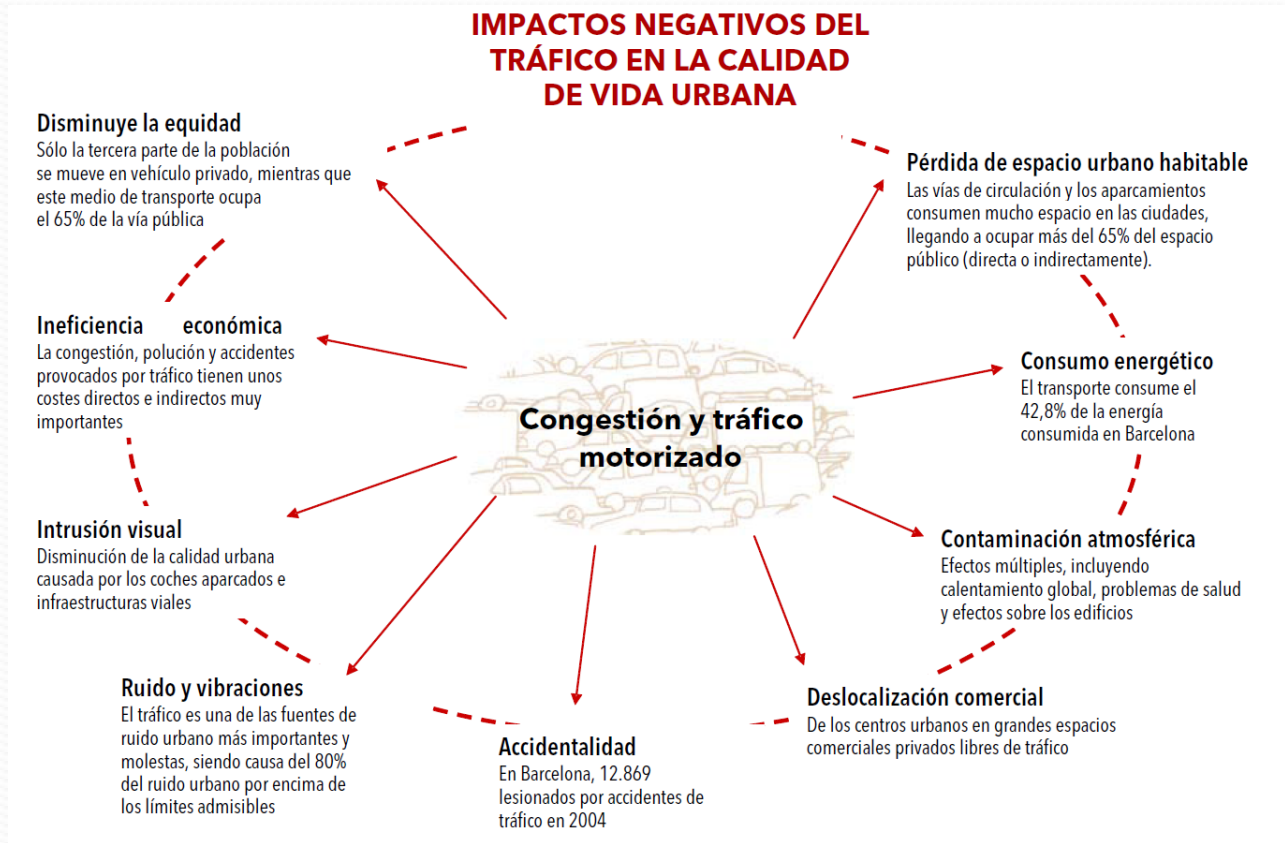 IMPACTOS NEGATIVOS DEL
TRÁFICO EN LA CALIDAD
DE VIDA URBANA
Disminuye la equidad
Sólo la tercera parte de la población
se mueve en vehículo privado, mientras que
este medio de transporte ocupa
el 65% de la vía pública
Pérdida de espacio urbano habitable
Las vías de circulación y los aparcamientos
consumen mucho espacio en las ciudades,
llegando a ocupar más del 65% del espacio
público (directa o indirectamente).
Ineficiencia económica
La congestión, polución y accidentes
provocados por tráfico tienen unos
costes directos e indirectos muy
importantes
Consumo energético
El transporte consume el
42,8% de la energía
consumida en Barcelona
Congestión y tráfico
motorizado
Intrusión visual
Disminución de la calidad urbana
causada por los coches aparcados e
infraestructuras viales
Contaminación atmosférica
Efectos múltiples, incluyendo
calentamiento global, problemas de salud
y efectos sobre los edificios
Ruido y vibraciones
El tráfico es una de las fuentes de
ruido urbano más importantes y
molestas, siendo causa del 80%
del ruido urbano por encima de
los límites admisibles
Accidentalidad
En Barcelona, 12.869
lesionados por accidentes de
tráfico en 2004
Deslocalización comercial
De los centros urbanos en grandes espacios
comerciales privados libres de tráfico